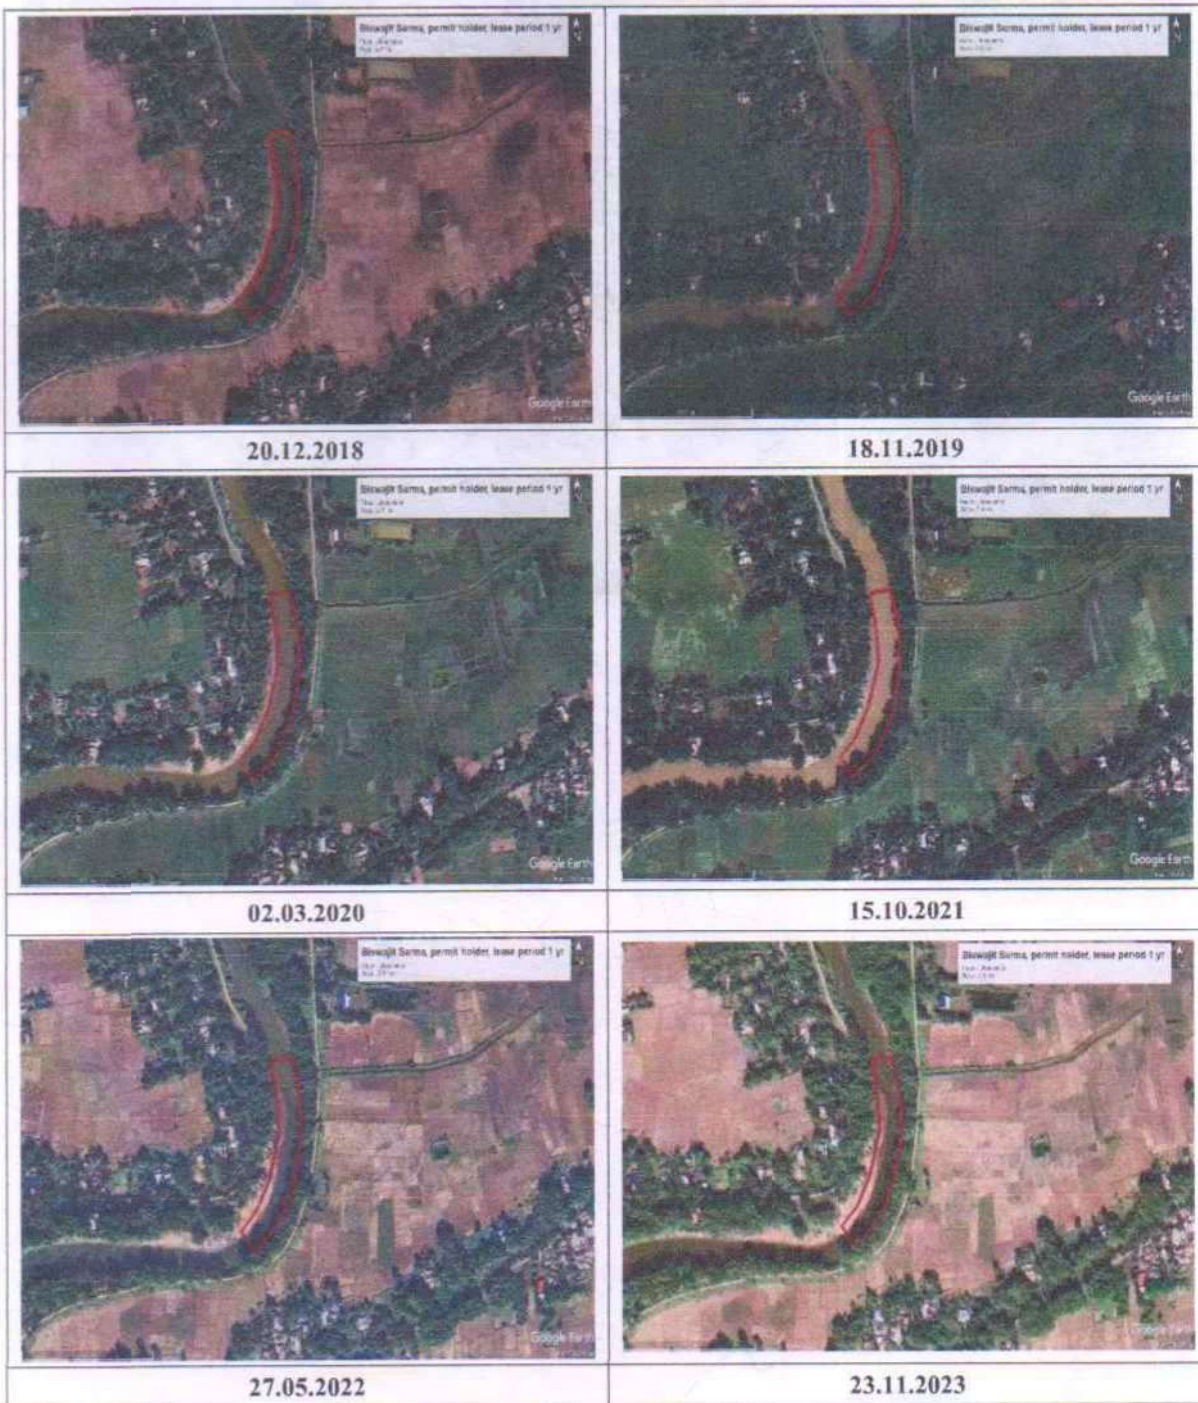 Biswajit Sarma, permit holder, lease period 1 yr
Google Earth
Biswajit Sarma, permit holder, lease period 1 yr
Google Earth
20.12.2018
18.11.2019
Biswajit Sarma, permit holder, lease period 1 yr
Google Earth
Biswajit Sarma, permit holder, lease period 1 yr
Google Earth
02.03.2020
15.10.2021
Biswajit Sarma, permit holder, lease period 1 yr
Google Earth
Biswajit Sarma, permit holder, lease period 1 yr
Google Earth
27.05.2022
23.11.2023